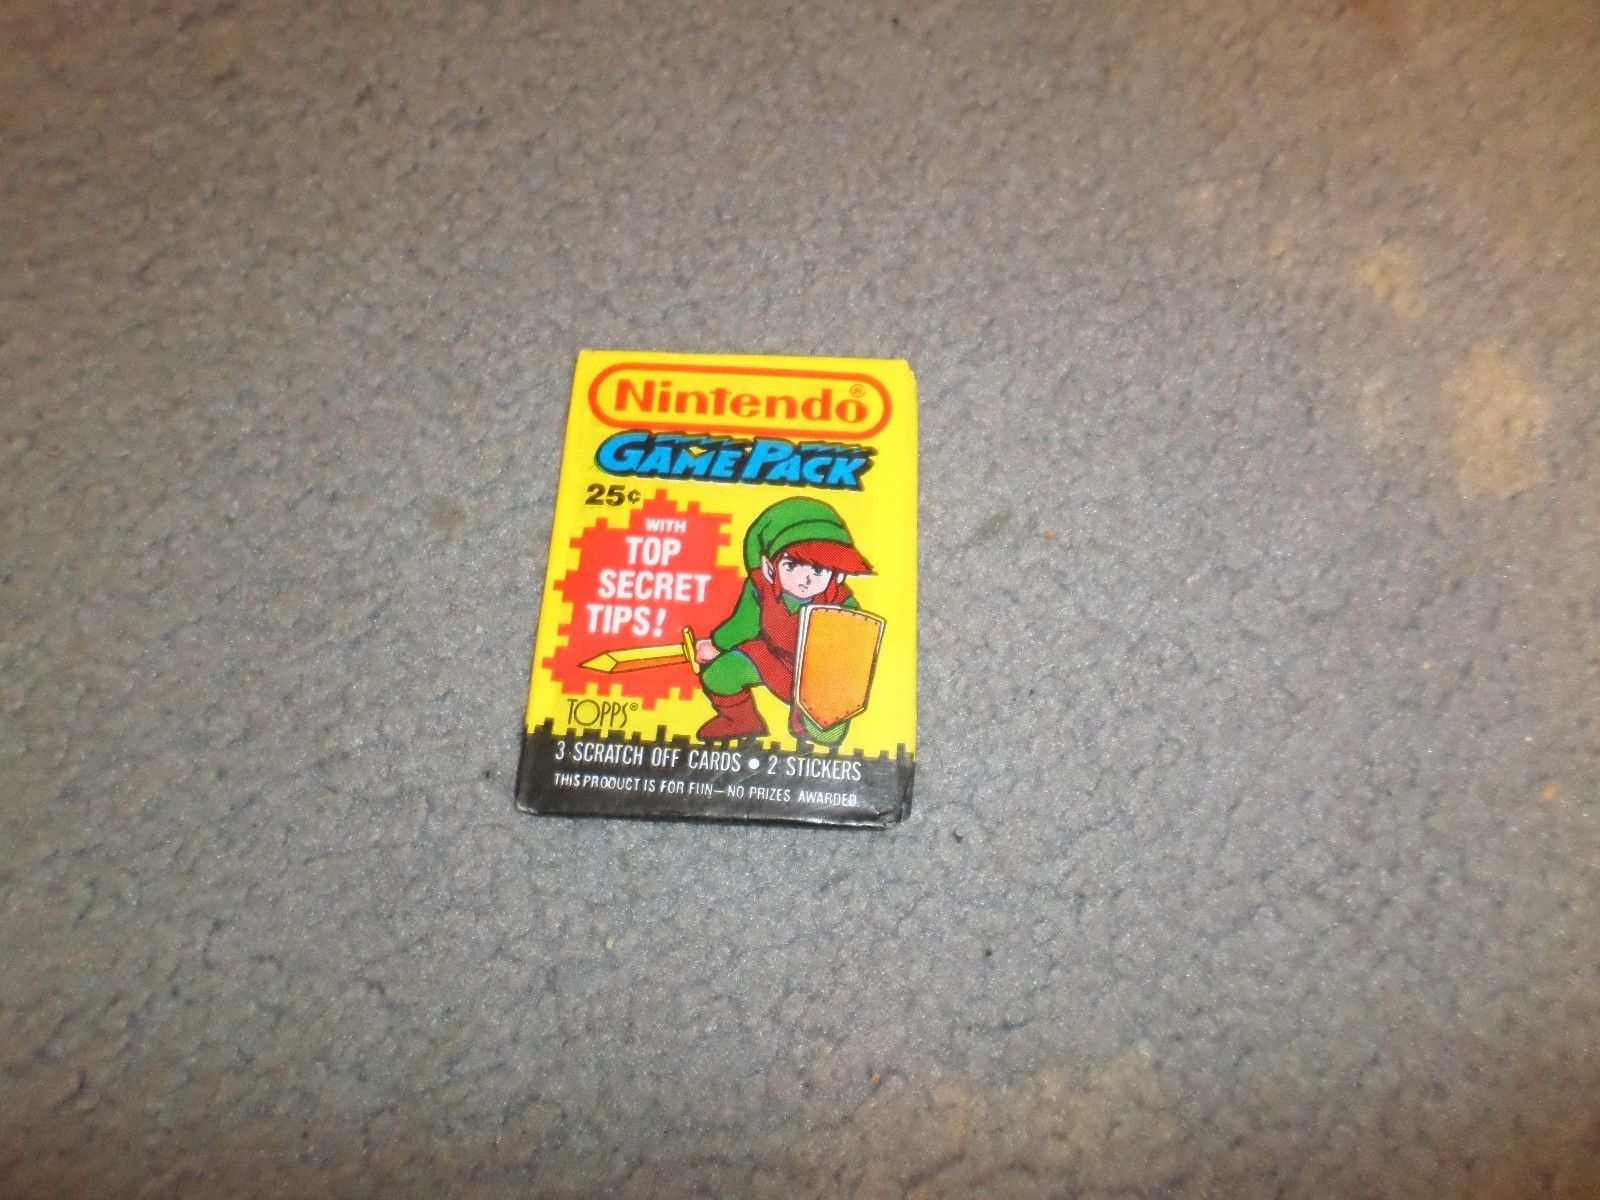 Nintendo®
GAME PACK
25¢
WITH
TOP
SECRET
TIPS!
TOPPS®
3 SCRATCH OFF CARDS • 2 STICKERS
THIS PRODUCT IS FOR FUN—NO PRIZES AWARDED.